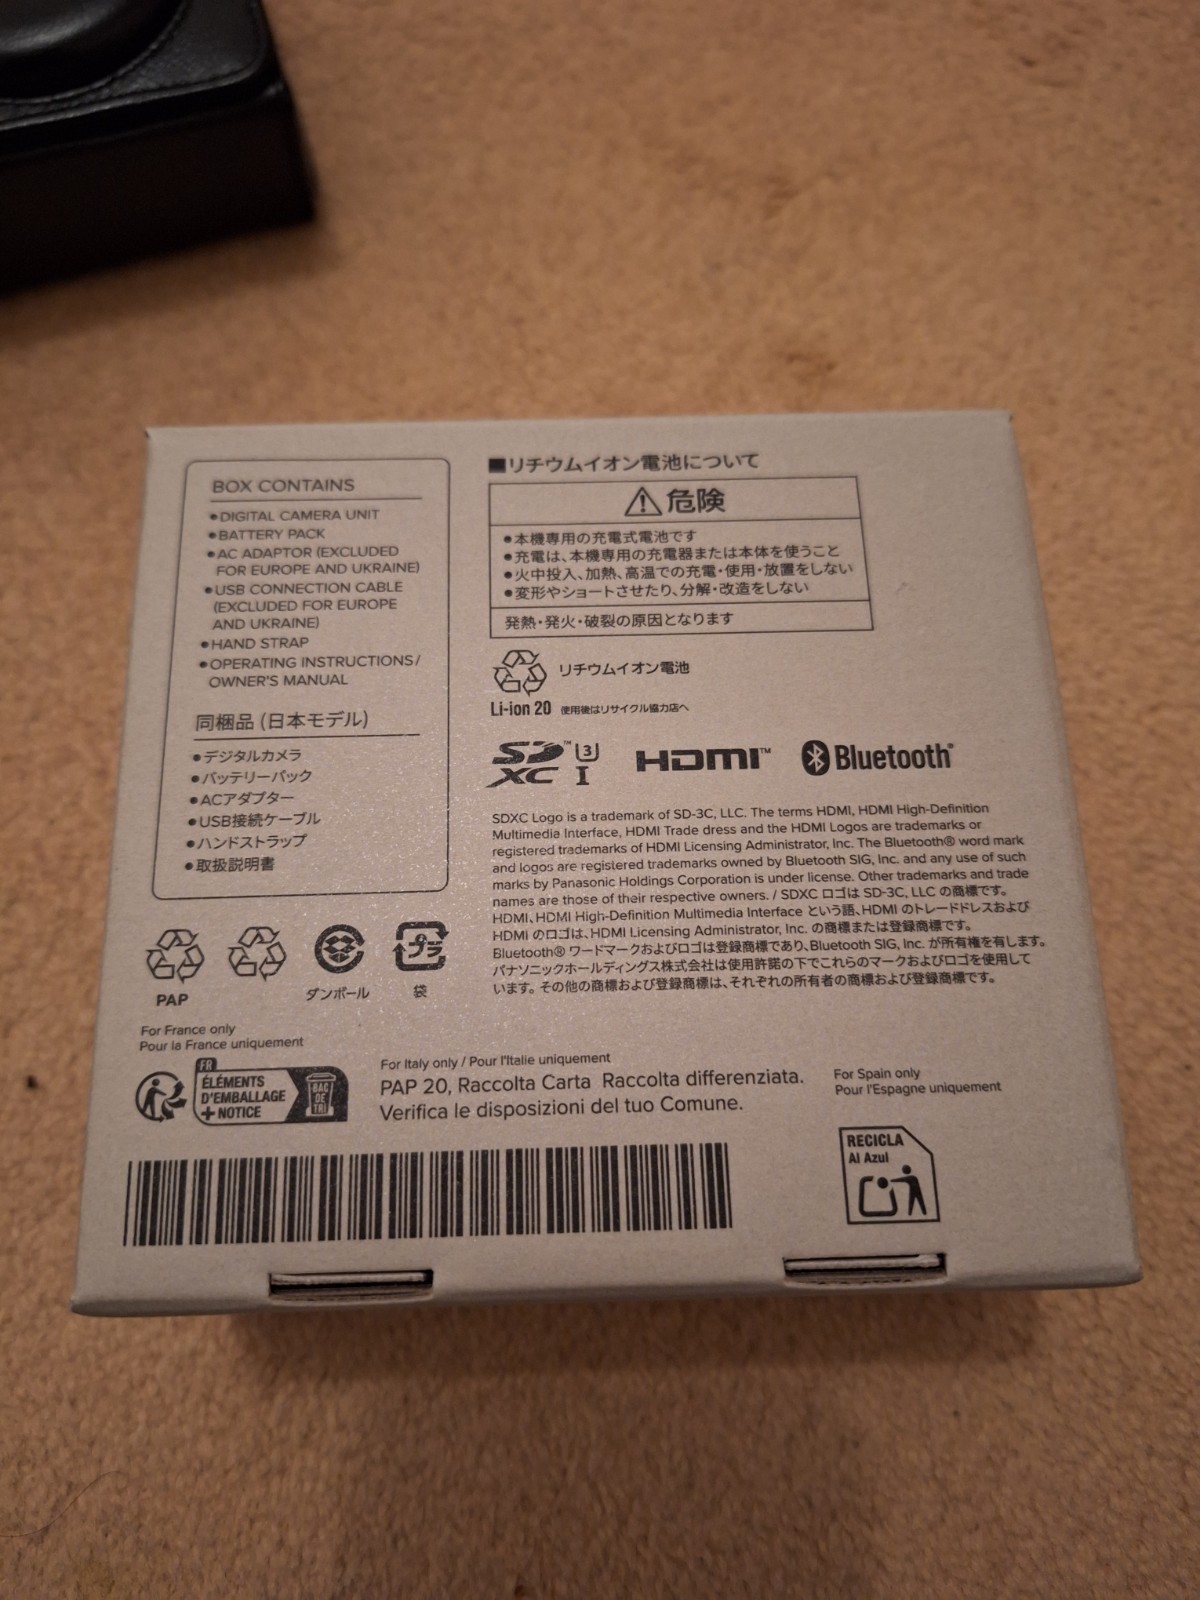 BOX CONTAINS
●DIGITAL CAMERA UNIT
●BATTERY PACK
●AC ADAPTOR (EXCLUDED
FOR EUROPE AND UKRAINE)
●USB CONNECTION CABLE
(EXCLUDED FOR EUROPE
AND UKRAINE)
●HAND STRAP
●OPERATING INSTRUCTIONS/
OWNER'S MANUAL
同梱品 (日本モデル)
●デジタルカメラ
●バッテリーパック
●ACアダプター
●USB接続ケーブル
●ハンドストラップ
●取扱説明書
■リチウムイオン電池について
危険
●本機専用の充電式電池です
●充電は、本機専用の充電器または本体を使うこと
●火中投入、加熱、高温での充電・使用・放置をしない
●変形やショートさせたり、分解・改造をしない
発熱・発火・破裂の原因となります
リチウムイオン電池
Li-ion 20 使用後はリサイクル協力店へ
SD XC™ U3 I HDMI™ Bluetooth®
SDXC Logo is a trademark of SD-3C, LLC. The terms HDMI, HDMI High-Definition
Multimedia Interface, HDMI Trade dress and the HDMI Logos are trademarks or
registered trademarks of HDMI Licensing Administrator, Inc. The Bluetooth® word mark
and logos are registered trademarks owned by Bluetooth SIG, Inc. and any use of such
marks by Panasonic Holdings Corporation is under license. Other trademarks and trade
names are those of their respective owners. / SDXC ロゴは SD-3C, LLC の商標です。
HDMI、HDMI High-Definition Multimedia Interface という語、HDMI のトレードドレスおよび
HDMI のロゴは、HDMI Licensing Administrator, Inc. の商標または登録商標です。
Bluetooth® ワードマークおよびロゴは登録商標であり、Bluetooth SIG, Inc. が所有権を有します。
パナソニックホールディングス株式会社は使用許諾の下でこれらのマークおよびロゴを使用して
います。その他の商標および登録商標は、それぞれの所有者の商標および登録商標です。
PAP
ダンボール
プラ
袋
For France only
Pour la France uniquement
FR
ÉLÉMENTS
D'EMBALLAGE
+ NOTICE
BAC
DE
TRI
For Italy only / Pour l'Italie uniquement
PAP 20, Raccolta Carta Raccolta differenziata.
Verifica le disposizioni del tuo Comune.
For Spain only
Pour l'Espagne uniquement
RECICLA
Al Azul